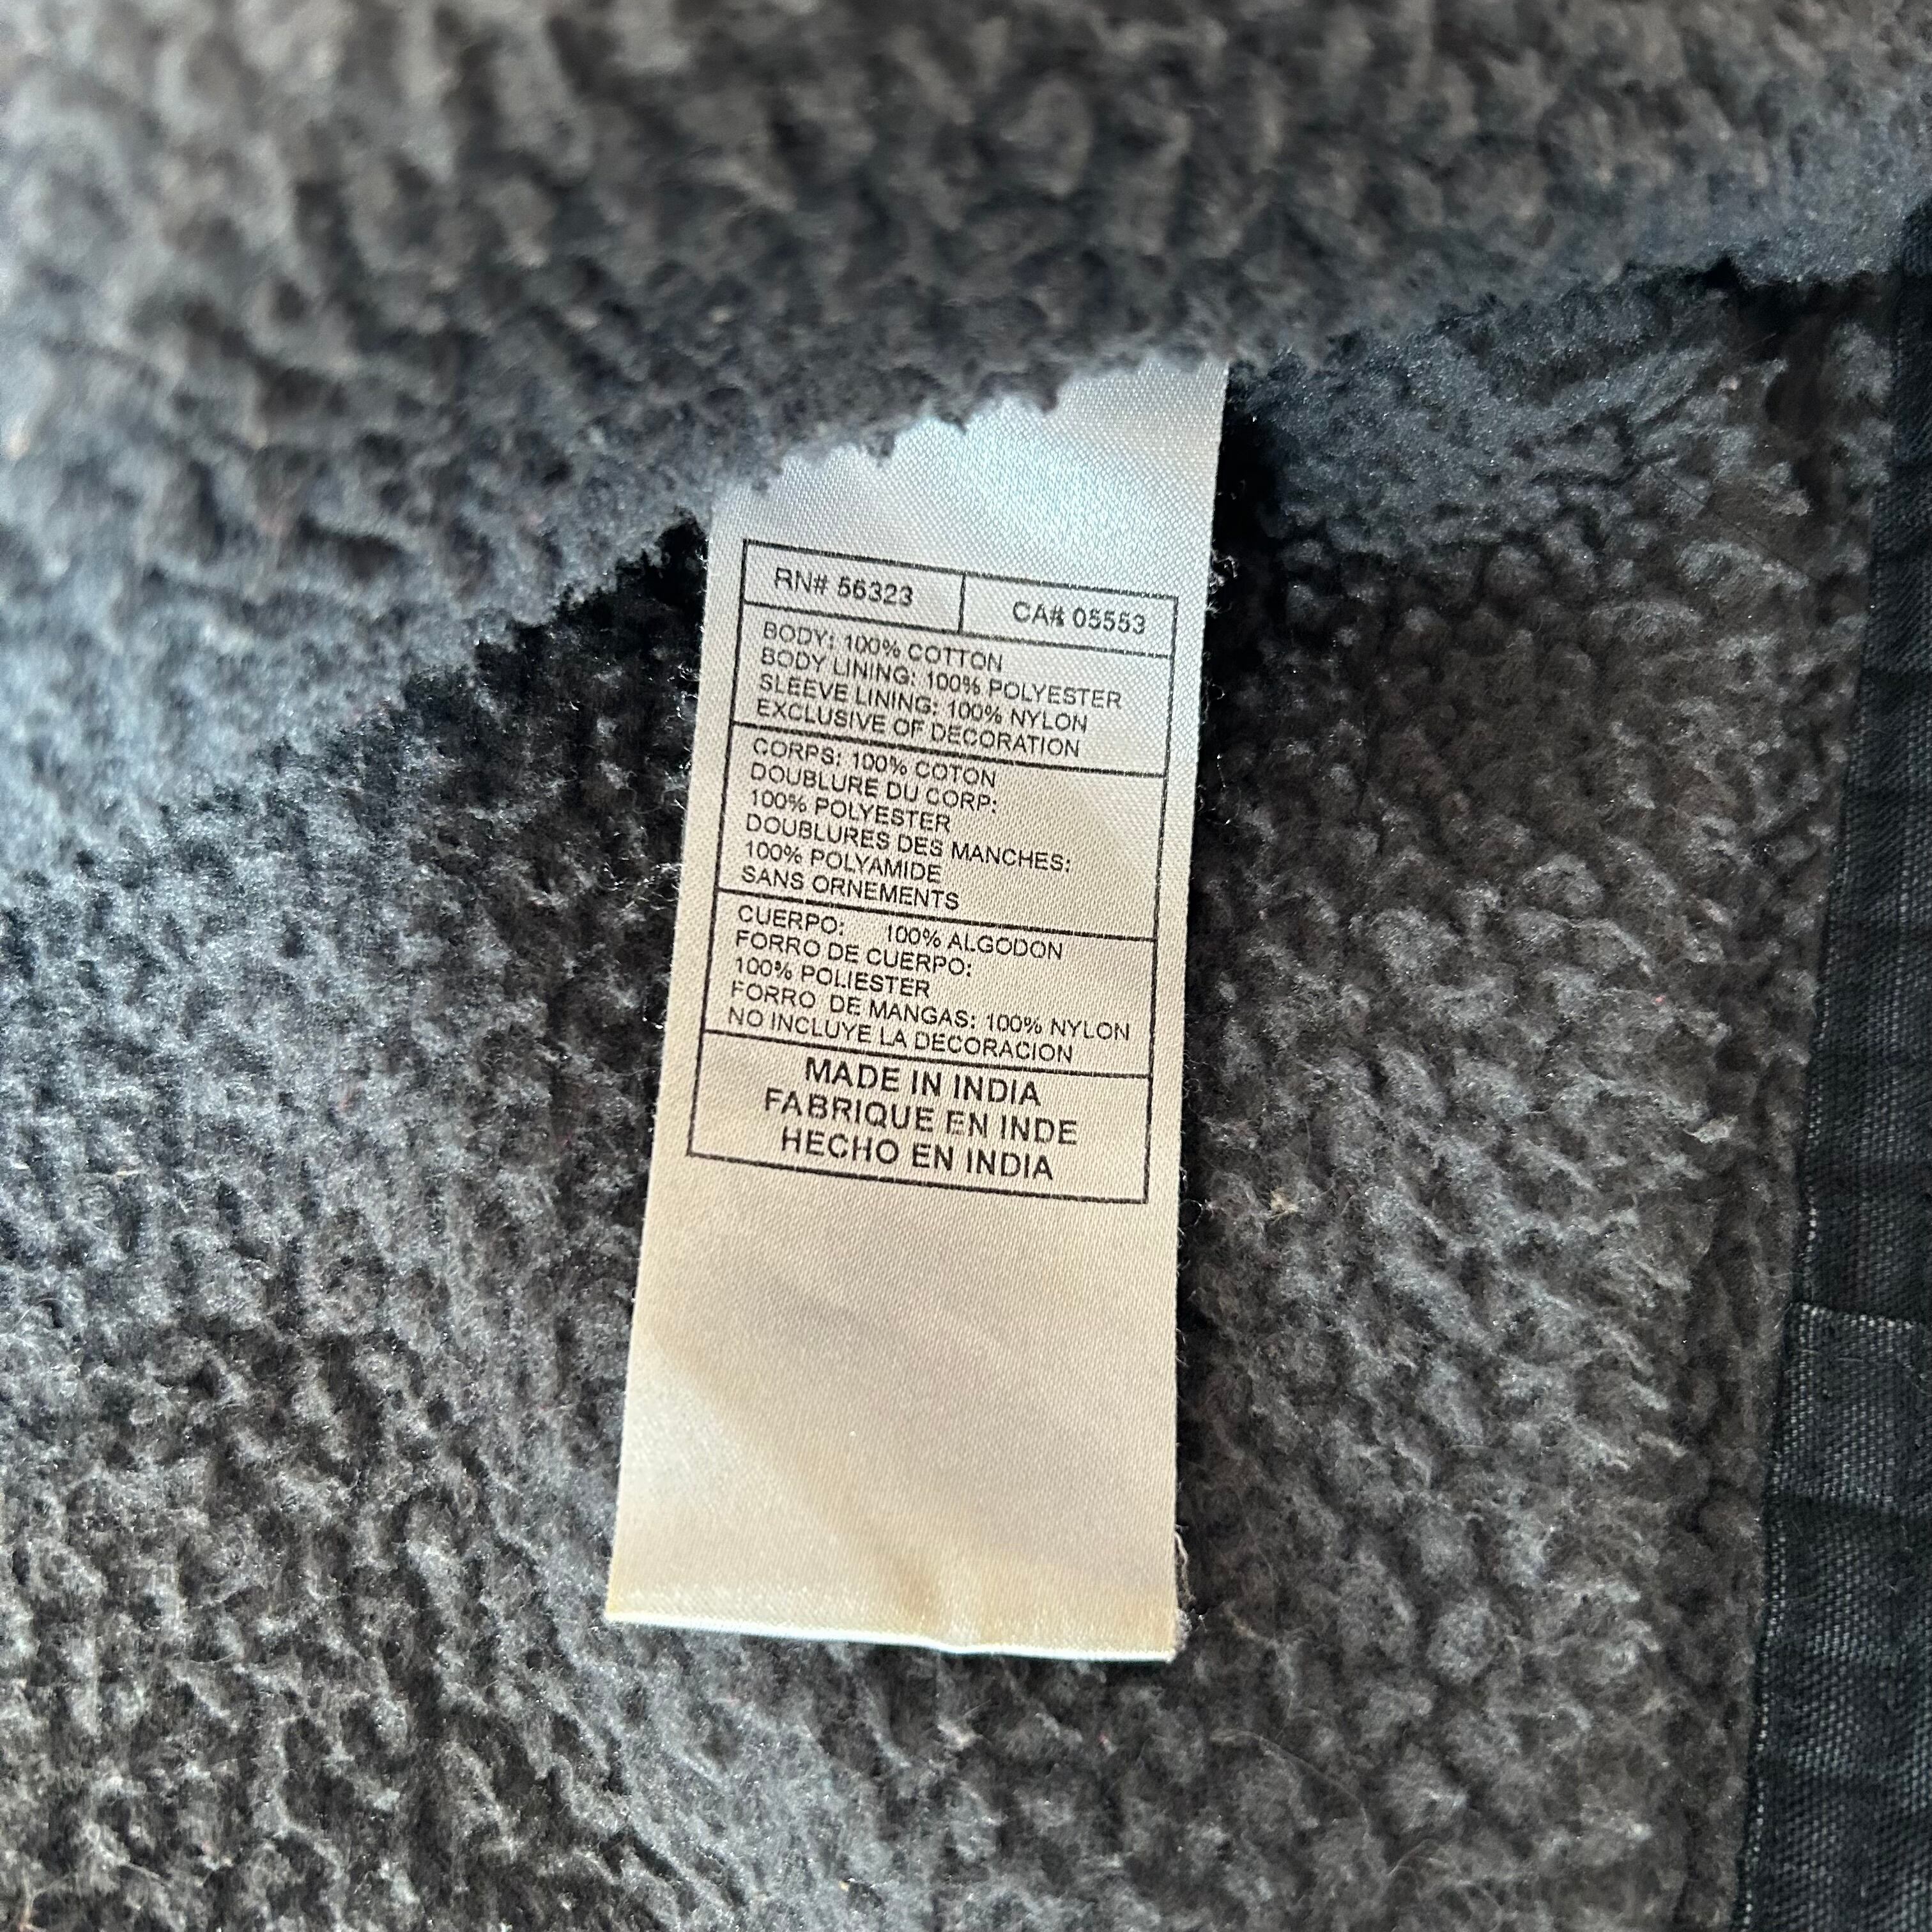 RN# 56323
CA# 05553
BODY: 100% COTTON
BODY LINING: 100% POLYESTER
SLEEVE LINING: 100% NYLON
EXCLUSIVE OF DECORATION
CORPS: 100% COTON
DOUBLURE DU CORP:
100% POLYESTER
DOUBLURES DES MANCHES:
100% POLYAMIDE
SANS ORNEMENTS
CUERPO: 100% ALGODON
FORRO DE CUERPO:
100% POLIESTER
FORRO DE MANGAS: 100% NYLON
NO INCLUYE LA DECORACION
MADE IN INDIA
FABRIQUE EN INDE
HECHO EN INDIA